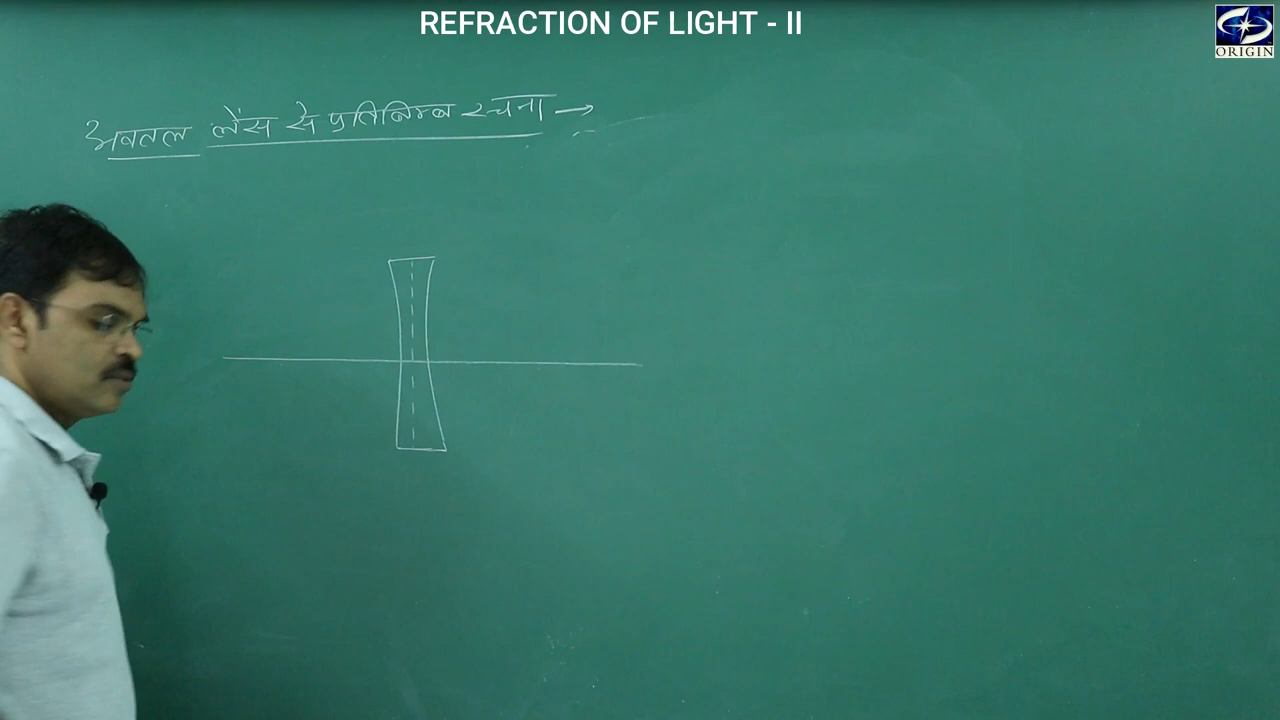 REFRACTION OF LIGHT - II
ORIGIN
अवतल लेंस से प्रतिबिम्ब रचना →